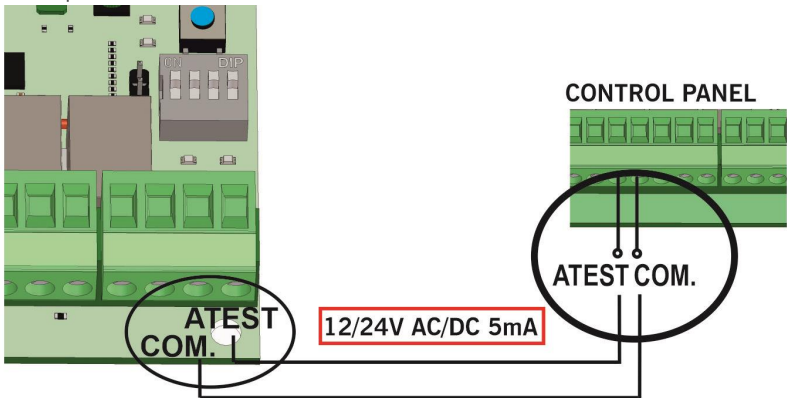 ON DIP
CONTROL PANEL
ATEST COM.
ATEST
COM.
12/24V AC/DC 5mA